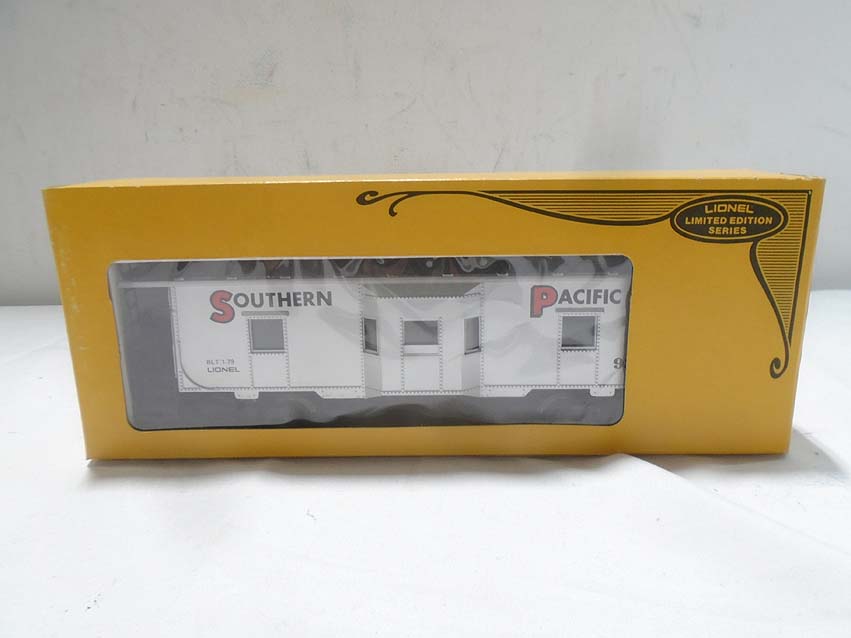 LIONEL
LIMITED EDITION
SERIES
SOUTHERN PACIFIC
BLT 1-79
LIONEL